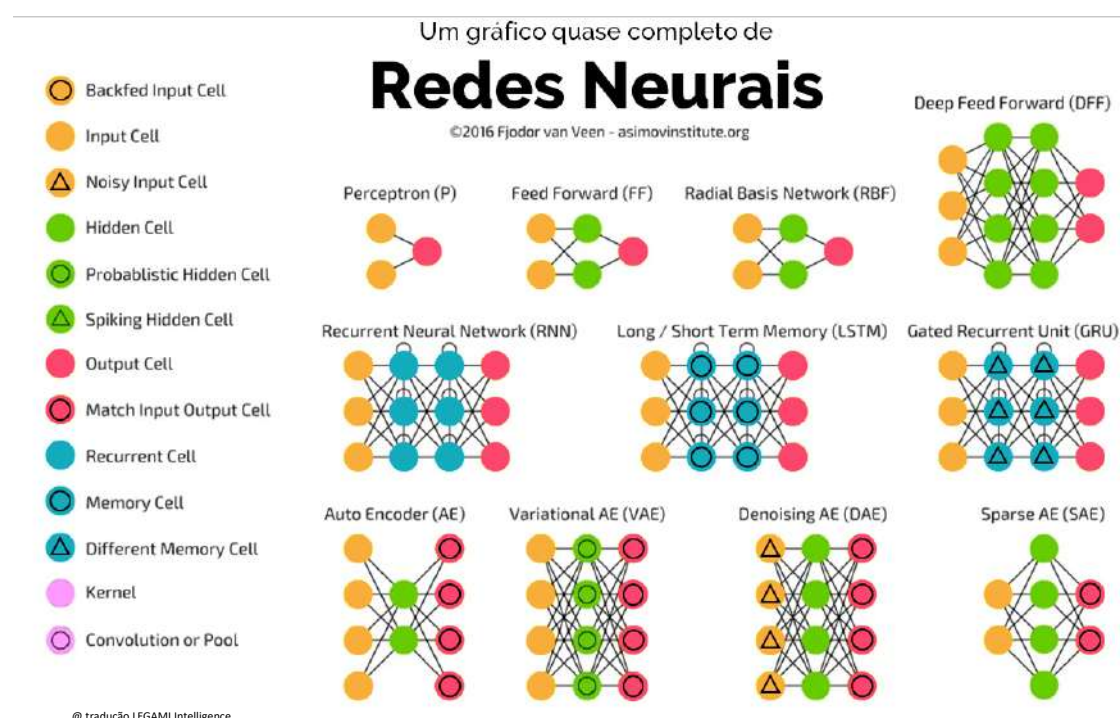 Um gráfico quase completo de
Redes Neurais
©2016 Fjodor van Veen - asimovinstitute.org
Backfed Input Cell
Input Cell
Noisy Input Cell
Hidden Cell
Probablistic Hidden Cell
Spiking Hidden Cell
Output Cell
Match Input Output Cell
Recurrent Cell
Memory Cell
Different Memory Cell
Kernel
Convolution or Pool
Deep Feed Forward (DFF)
Perceptron (P)
Feed Forward (FF)
Radial Basis Network (RBF)
Recurrent Neural Network (RNN)
Long / Short Term Memory (LSTM)
Gated Recurrent Unit (GRU)
Auto Encoder (AE)
Variational AE (VAE)
Denoising AE (DAE)
Sparse AE (SAE)
@ tradução LEGAMI Intelligence